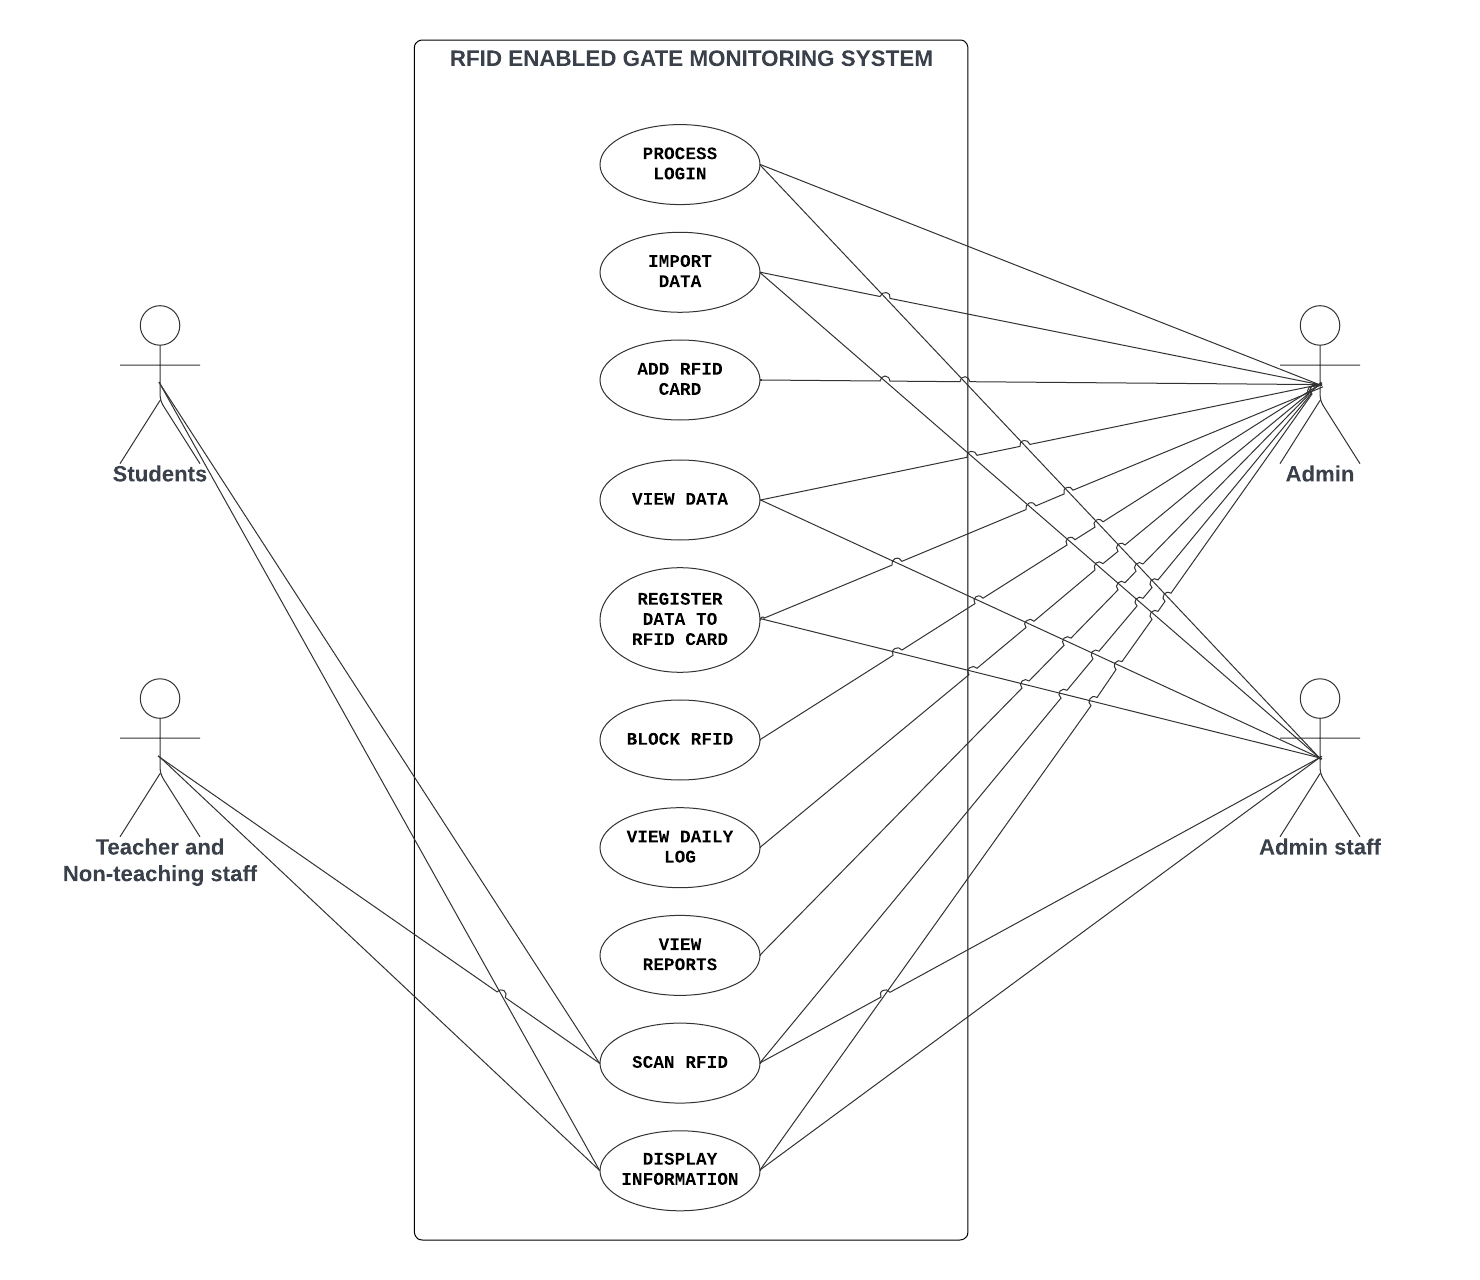 RFID ENABLED GATE MONITORING SYSTEM
PROCESS
LOGIN
IMPORT
DATA
ADD RFID
CARD
VIEW DATA
REGISTER
DATA TO
RFID CARD
BLOCK RFID
VIEW DAILY
LOG
VIEW
REPORTS
SCAN RFID
DISPLAY
INFORMATION
Students
Teacher and
Non-teaching staff
Admin
Admin staff